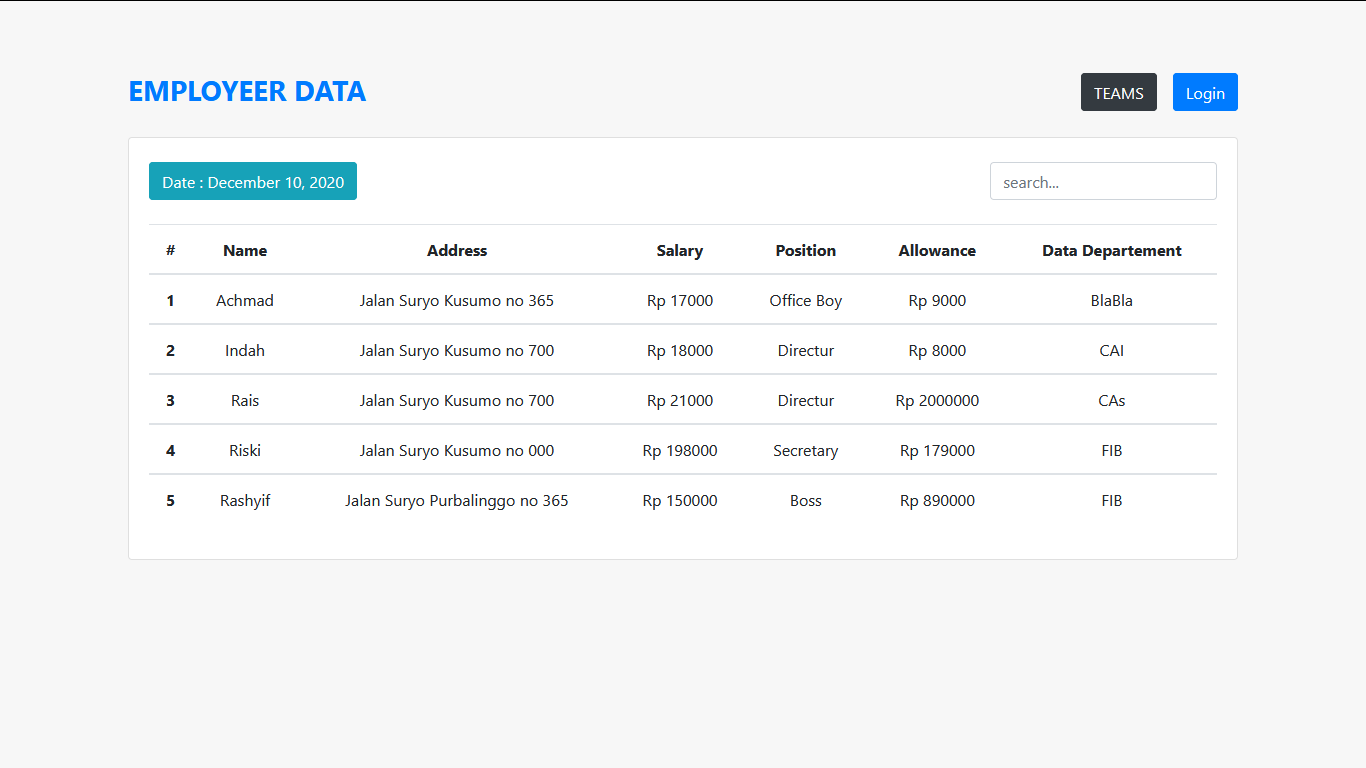 EMPLOYEER DATA TEAMS Login
Date : December 10, 2020 search...
# Name Address Salary Position Allowance Data Departement
1 Achmad Jalan Suryo Kusumo no 365 Rp 17000 Office Boy Rp 9000 BlaBla
2 Indah Jalan Suryo Kusumo no 700 Rp 18000 Directur Rp 8000 CAI
3 Rais Jalan Suryo Kusumo no 700 Rp 21000 Directur Rp 2000000 CAs
4 Riski Jalan Suryo Kusumo no 000 Rp 198000 Secretary Rp 179000 FIB
5 Rashyif Jalan Suryo Purbalinggo no 365 Rp 150000 Boss Rp 890000 FIB